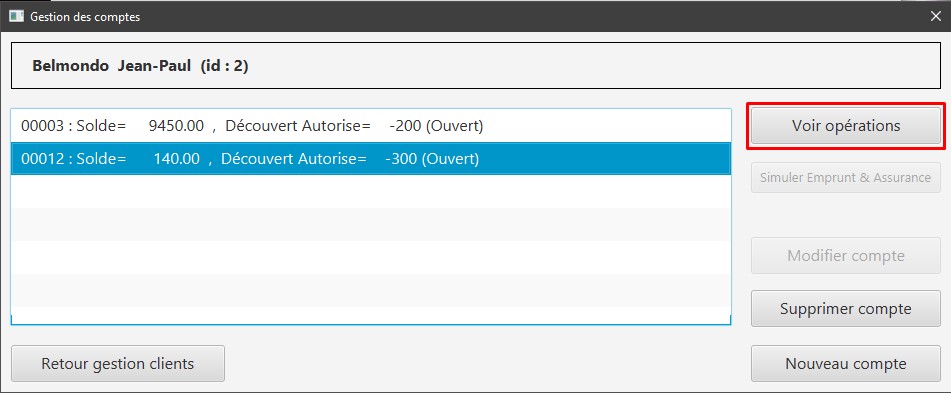 Gestion des comptes
Belmondo Jean-Paul (id : 2)
00003 : Solde= 9450.00 , Découvert Autorise= -200 (Ouvert)
00012 : Solde= 140.00 , Découvert Autorise= -300 (Ouvert)
Voir opérations
Simuler Emprunt & Assurance
Modifier compte
Supprimer compte
Retour gestion clients
Nouveau compte